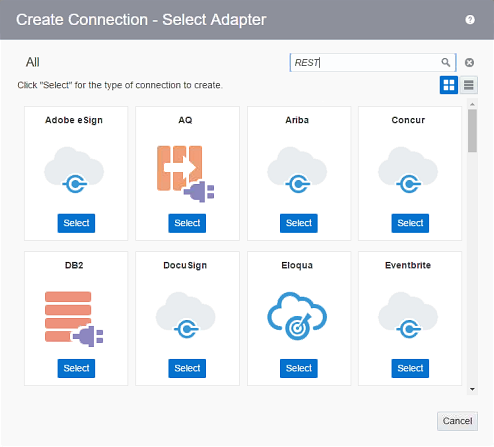 Create Connection - Select Adapter
?
All
REST
Click "Select" for the type of connection to create.
Adobe eSign
AQ
Ariba
Concur
Select
Select
Select
Select
DB2
DocuSign
Eloqua
Eventbrite
Select
Select
Select
Select
Cancel